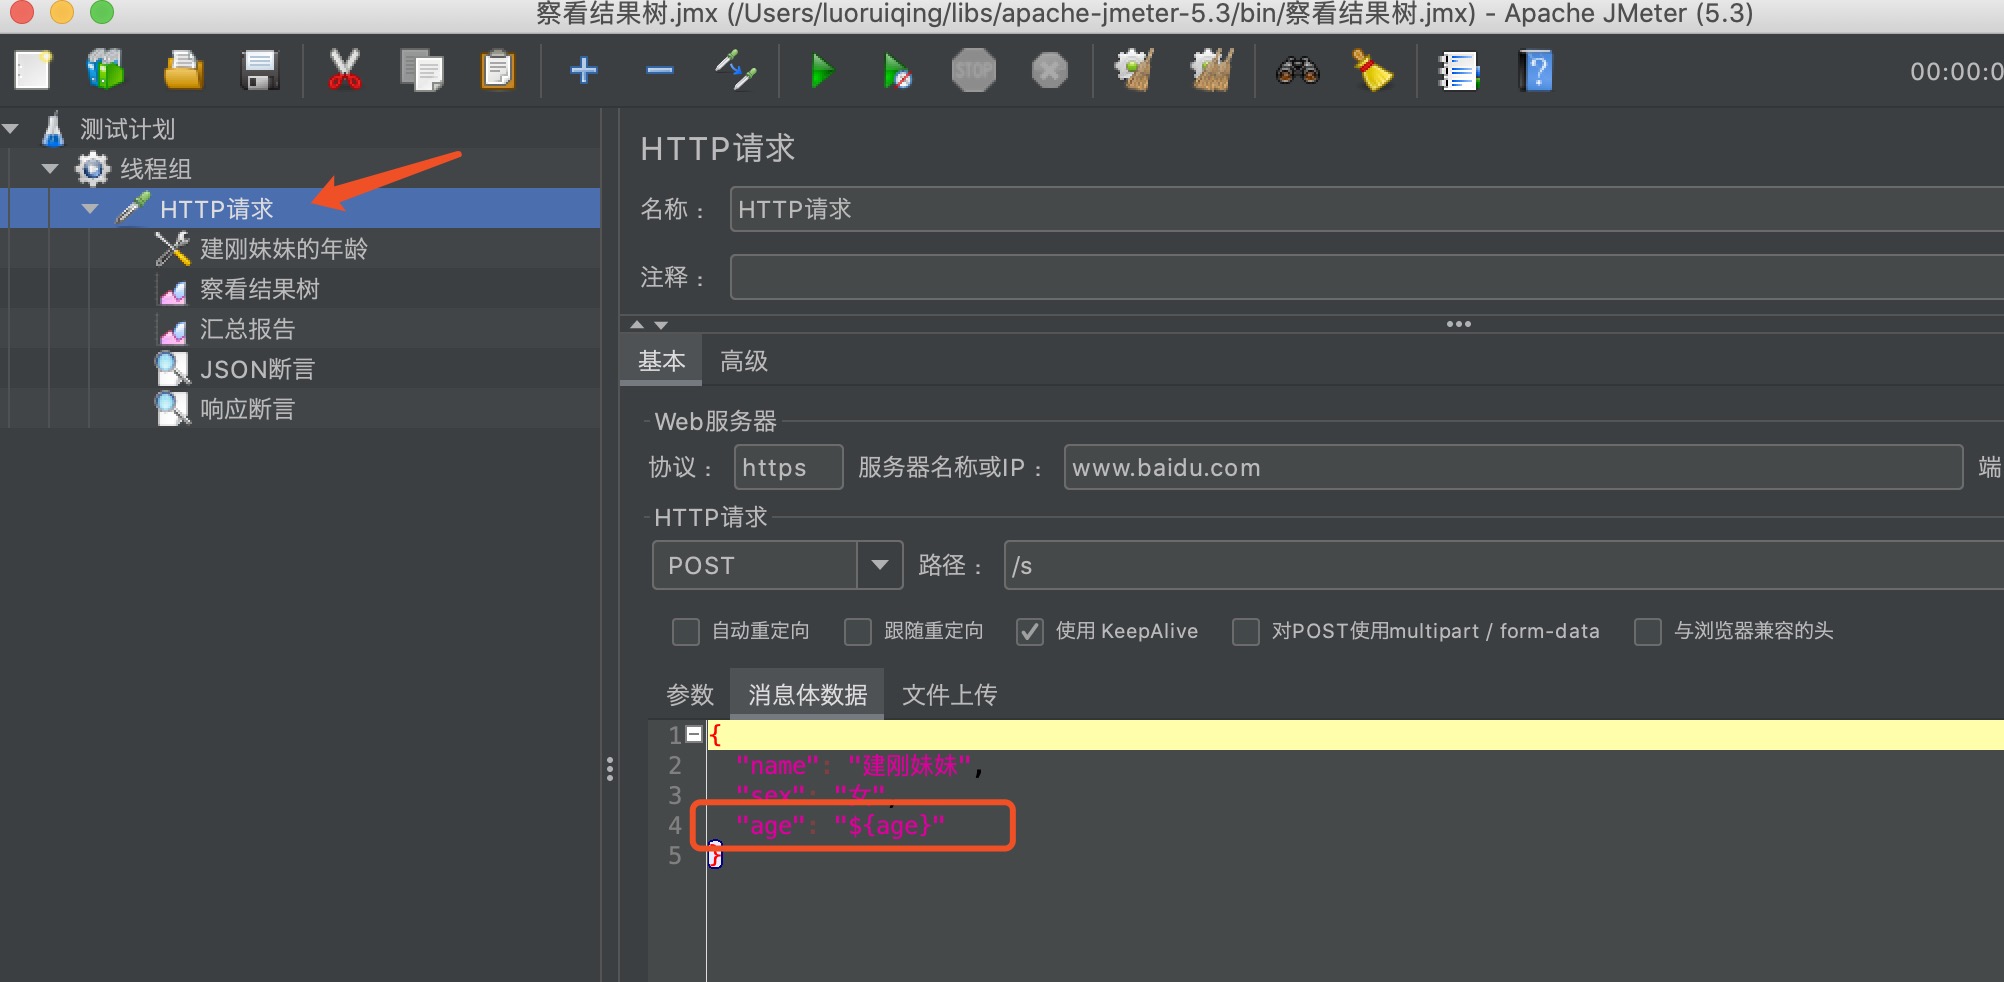 察看结果树.jmx (/Users/luoruiqing/libs/apache-jmeter-5.3/bin/察看结果树.jmx) - Apache JMeter (5.3)
STOP
00:00:0
测试计划
线程组
HTTP请求
建刚妹妹的年龄
察看结果树
汇总报告
JSON断言
响应断言
HTTP请求
名称： HTTP请求
注释：
基本 高级
Web服务器
协议： https 服务器名称或IP： www.baidu.com 端
HTTP请求
POST 路径： /s
自动重定向 跟随重定向 使用 KeepAlive 对POST使用multipart / form-data 与浏览器兼容的头
参数 消息体数据 文件上传
1 {
2 "name": "建刚妹妹",
3 "sex": "女",
4 "age": "${age}"
5 }